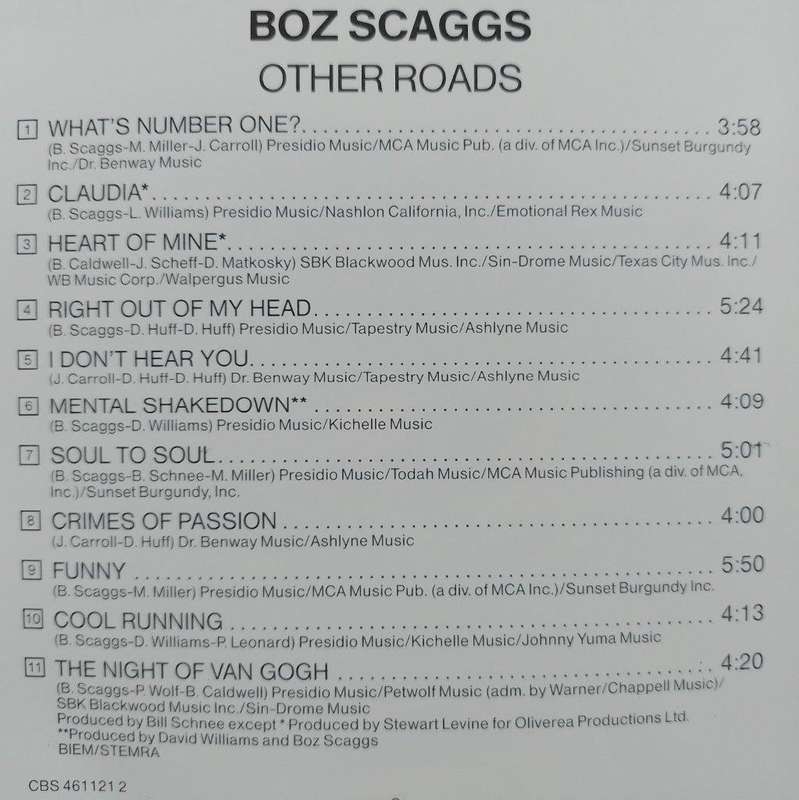 BOZ SCAGGS
OTHER ROADS
1 WHAT'S NUMBER ONE?........................................ 3:58
(B. Scaggs-M. Miller-J. Carroll) Presidio Music/MCA Music Pub. (a div. of MCA Inc.)/Sunset Burgundy
Inc./Dr. Benway Music
2 CLAUDIA*........................................ 4:07
(B. Scaggs-L. Williams) Presidio Music/Nashlon California, Inc./Emotional Rex Music
3 HEART OF MINE*........................................ 4:11
(B. Caldwell-J. Scheff-D. Matkosky) SBK Blackwood Mus. Inc./Sin-Drome Music/Texas City Mus. Inc./
WB Music Corp./Walpergus Music
4 RIGHT OUT OF MY HEAD........................................ 5:24
(B. Scaggs-D. Huff-D. Huff) Presidio Music/Tapestry Music/Ashlyne Music
5 I DON'T HEAR YOU........................................ 4:41
(J. Carroll-D. Huff-D. Huff) Dr. Benway Music/Tapestry Music/Ashlyne Music
6 MENTAL SHAKEDOWN**........................................ 4:09
(B. Scaggs-D. Williams) Presidio Music/Kichelle Music
7 SOUL TO SOUL........................................ 5:01
(B. Scaggs-B. Schnee-M. Miller) Presidio Music/Todah Music/MCA Music Publishing (a div. of MCA,
Inc.)/Sunset Burgundy, Inc.
8 CRIMES OF PASSION........................................ 4:00
(J. Carroll-D. Huff) Dr. Benway Music/Ashlyne Music
9 FUNNY........................................ 5:50
(B. Scaggs-M. Miller) Presidio Music/MCA Music Pub. (a div. of MCA Inc.)/Sunset Burgundy Inc.
10 COOL RUNNING........................................ 4:13
(B. Scaggs-D. Williams-P. Leonard) Presidio Music/Kichelle Music/Johnny Yuma Music
11 THE NIGHT OF VAN GOGH........................................ 4:20
(B. Scaggs-P. Wolf-B. Caldwell) Presidio Music/Petwolf Music (adm. by Warner/Chappell Music)/
SBK Blackwood Music Inc./Sin-Drome Music
Produced by Bill Schnee except * Produced by Stewart Levine for Oliverea Productions Ltd.
**Produced by David Williams and Boz Scaggs
BIEM/STEMRA
CBS 461121 2